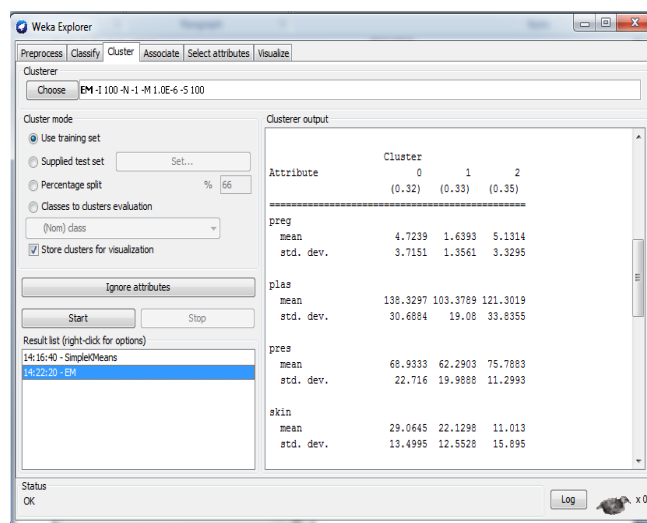 Weka Explorer
Preprocess Classify Cluster Associate Select attributes Visualize
Clusterer
Choose EM -I 100 -N -1 -M 1.0E-6 -S 100
Cluster mode
Use training set
Supplied test set Set...
Percentage split % 66
Classes to clusters evaluation
(Nom) class
Store clusters for visualization
Ignore attributes
Start Stop
Result list (right-click for options)
14:16:40 - SimpleKMeans
14:22:20 - EM
Clusterer output
Cluster
Attribute 0 1 2
(0.32) (0.33) (0.35)
==============================================
preg
mean 4.7239 1.6393 5.1314
std. dev. 3.7151 1.3561 3.3295
plas
mean 138.3297 103.3789 121.3019
std. dev. 30.6884 19.08 33.8355
pres
mean 68.9333 62.2903 75.7883
std. dev. 22.716 19.9888 11.2993
skin
mean 29.0645 22.1298 11.013
std. dev. 13.4995 12.5528 15.895
Status
OK
Log
x 0